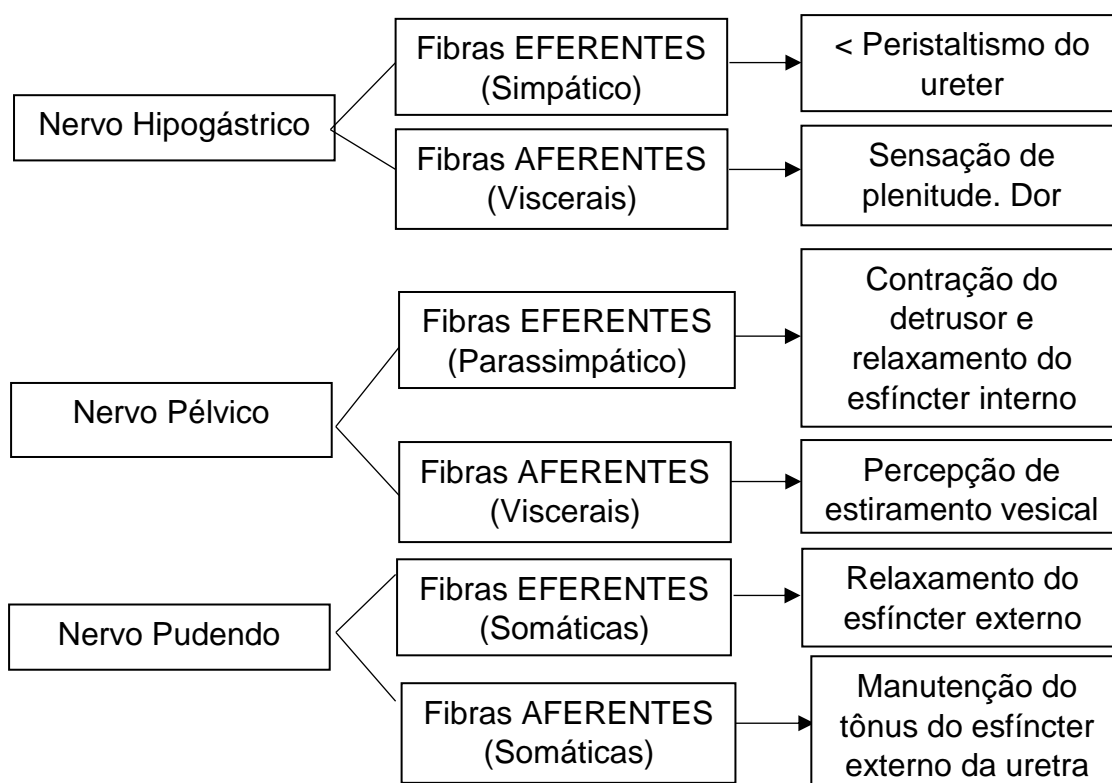 Nervo Hipogástrico
Fibras EFERENTES
(Simpático)
< Peristaltismo do
ureter
Fibras AFERENTES
(Viscerais)
Sensação de
plenitude. Dor
Nervo Pélvico
Fibras EFERENTES
(Parassimpático)
Contração do
detrusor e
relaxamento do
esfíncter interno
Fibras AFERENTES
(Viscerais)
Percepção de
estiramento vesical
Nervo Pudendo
Fibras EFERENTES
(Somáticas)
Relaxamento do
esfíncter externo
Fibras AFERENTES
(Somáticas)
Manutenção do
tônus do esfíncter
externo da uretra